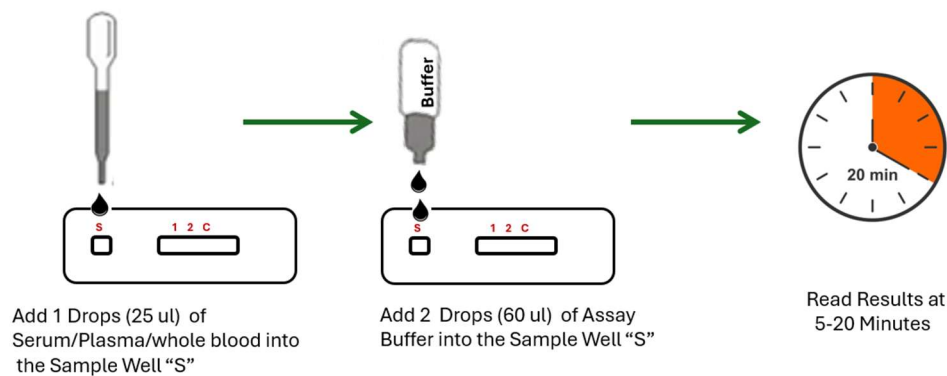 Buffer
20 min
S
1 2 C
S
1 2 C
Add 1 Drops (25 ul) of
Serum/Plasma/whole blood into
the Sample Well “S”
Add 2 Drops (60 ul) of Assay
Buffer into the Sample Well “S”
Read Results at
5-20 Minutes